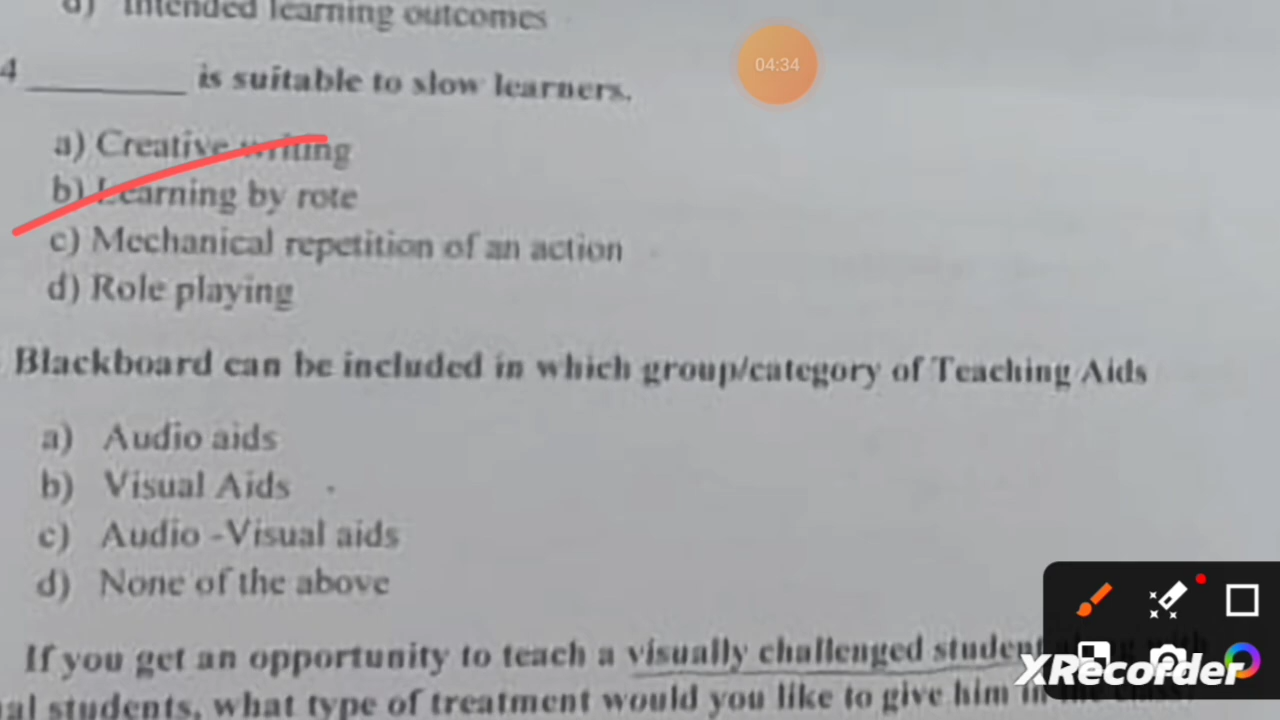 d) Intended learning outcomes
04:34
4 ________ is suitable to slow learners.
a) Creative writing
b) Learning by rote
c) Mechanical repetition of an action
d) Role playing
Blackboard can be included in which group/category of Teaching Aids
a) Audio aids
b) Visual Aids
c) Audio -Visual aids
d) None of the above
If you get an opportunity to teach a visually challenged student
students, what type of treatment would you like to give him in the class
XRecorder